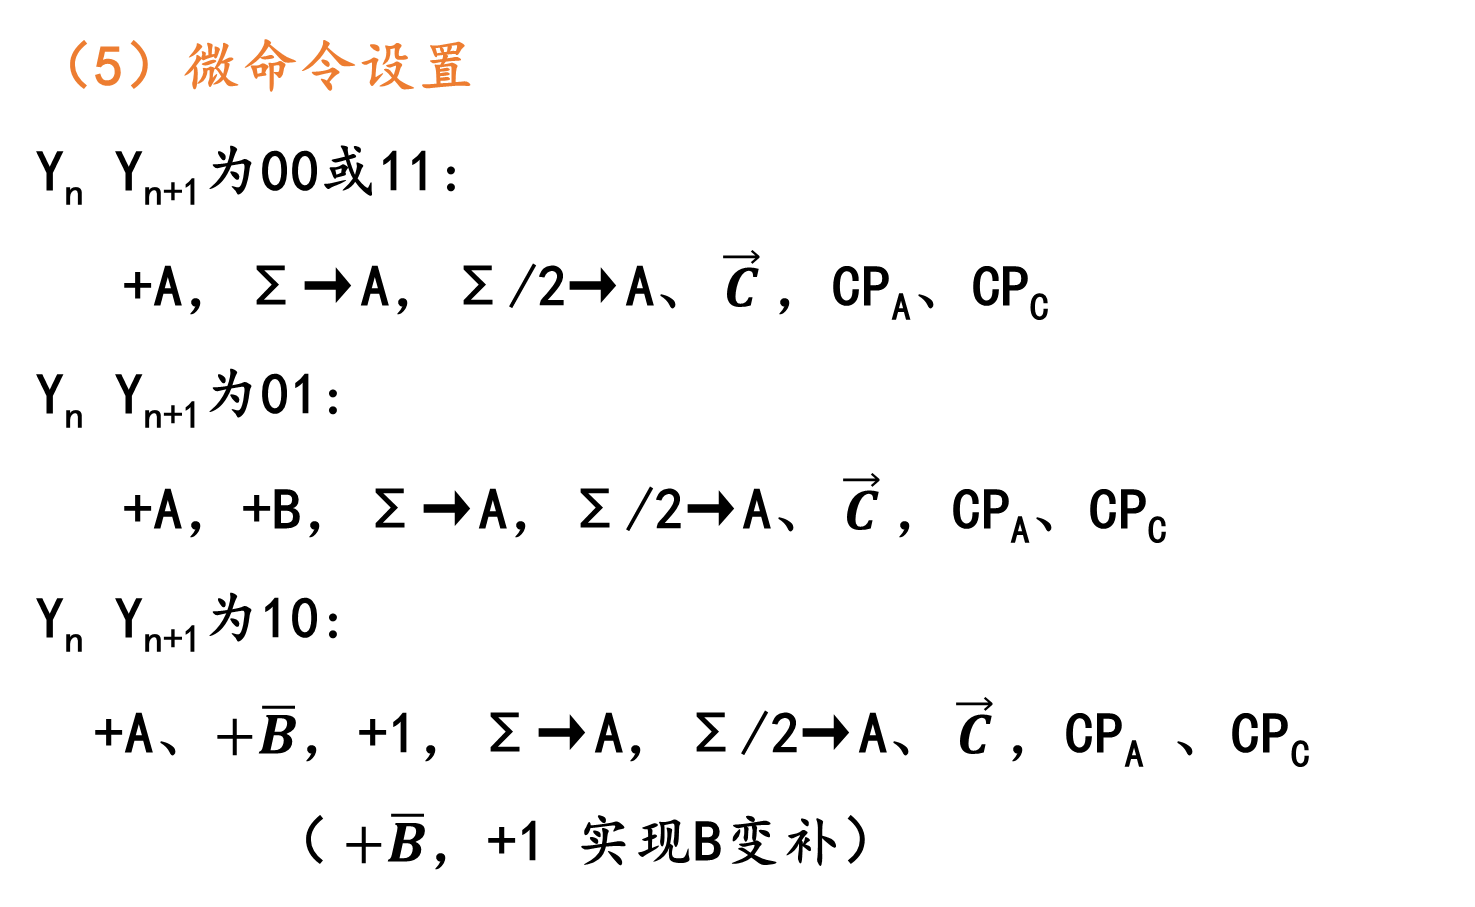 （5）微命令设置
Yn Yn+1为00或11：
+A, Σ→A, Σ/2→A、C⃗, CPA、CPC
Yn Yn+1为01：
+A, +B, Σ→A, Σ/2→A、C⃗, CPA、CPC
Yn Yn+1为10：
+A、+B̅, +1, Σ→A, Σ/2→A、C⃗, CPA 、CPC
（+B̅, +1 实现B变补）